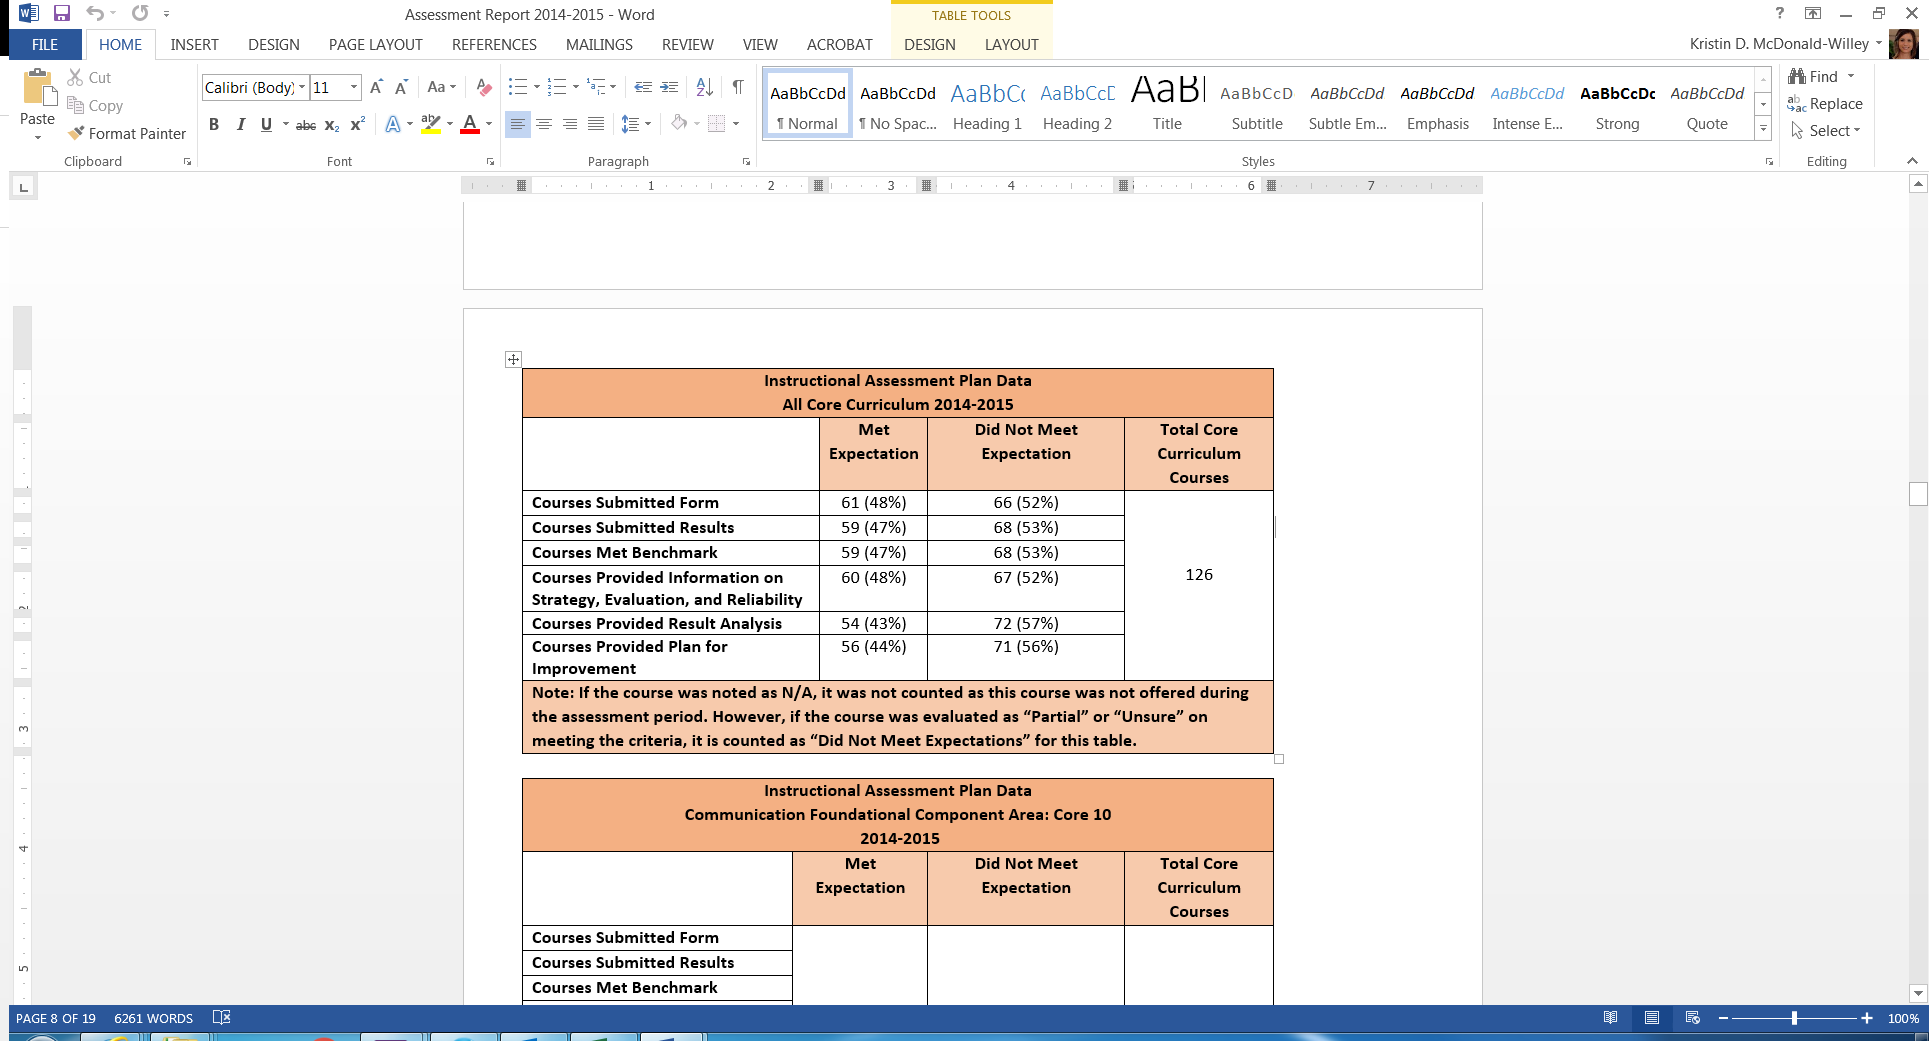 Assessment Report 2014-2015 - Word
TABLE TOOLS
?
FILE HOME INSERT DESIGN PAGE LAYOUT REFERENCES MAILINGS REVIEW VIEW ACROBAT DESIGN LAYOUT
Kristin D. McDonald-Willey
Paste
Cut
Copy
Format Painter
Clipboard
Calibri (Body) 11
B I U abc X₂ X²
Font
Paragraph
AaBbCcDd AaBbCcDd AaBbCc AaBbCcD AaB AaBbCcD AaBbCcDd AaBbCcDd AaBbCcDd AaBbCcDc AaBbCcDd
¶ Normal ¶ No Spac... Heading 1 Heading 2 Title Subtitle Subtle Em... Emphasis Intense E... Strong Quote
Styles
Find
Replace
Select
Editing
1 2 3 4 6 7
Instructional Assessment Plan Data
All Core Curriculum 2014-2015
Met Expectation Did Not Meet Expectation Total Core Curriculum Courses
Courses Submitted Form 61 (48%) 66 (52%)
Courses Submitted Results 59 (47%) 68 (53%)
Courses Met Benchmark 59 (47%) 68 (53%)
126
Courses Provided Information on 60 (48%) 67 (52%)
Strategy, Evaluation, and Reliability
Courses Provided Result Analysis 54 (43%) 72 (57%)
Courses Provided Plan for 56 (44%) 71 (56%)
Improvement
Note: If the course was noted as N/A, it was not counted as this course was not offered during
the assessment period. However, if the course was evaluated as “Partial” or “Unsure” on
meeting the criteria, it is counted as “Did Not Meet Expectations” for this table.
Instructional Assessment Plan Data
Communication Foundational Component Area: Core 10
2014-2015
Met Expectation Did Not Meet Expectation Total Core Curriculum Courses
Courses Submitted Form
Courses Submitted Results
Courses Met Benchmark
PAGE 8 OF 19 6261 WORDS
100%